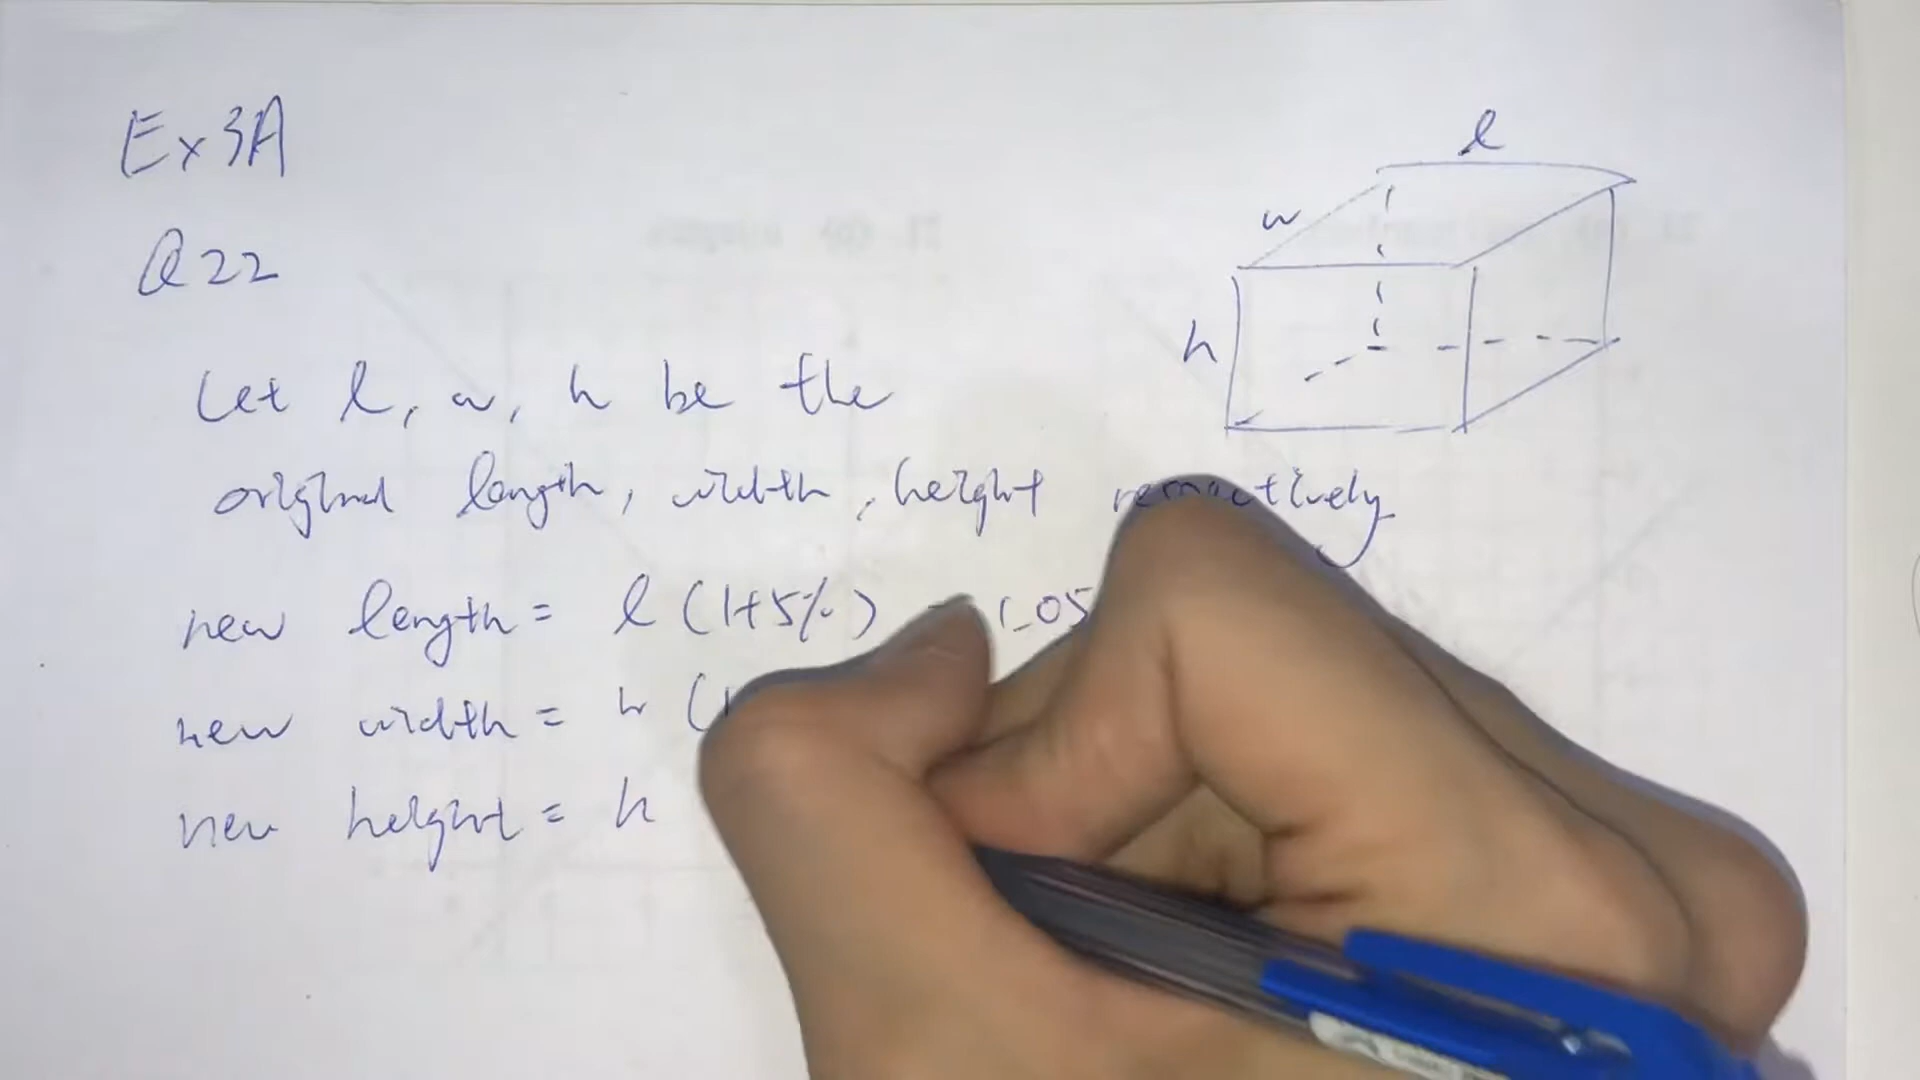 Ex 3A
Q22
l
w
h
Let l, w, h be the
original length, width, height respectively
new length = l (1+5%) = 1.05
new width = w (1
new height = h